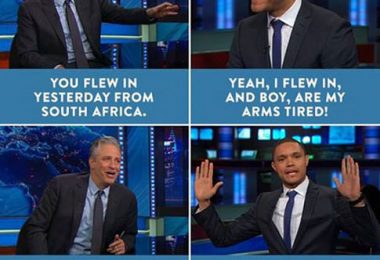 YOU FLEW IN
YESTERDAY FROM
SOUTH AFRICA.
YEAH, I FLEW IN,
AND BOY, ARE MY
ARMS TIRED!